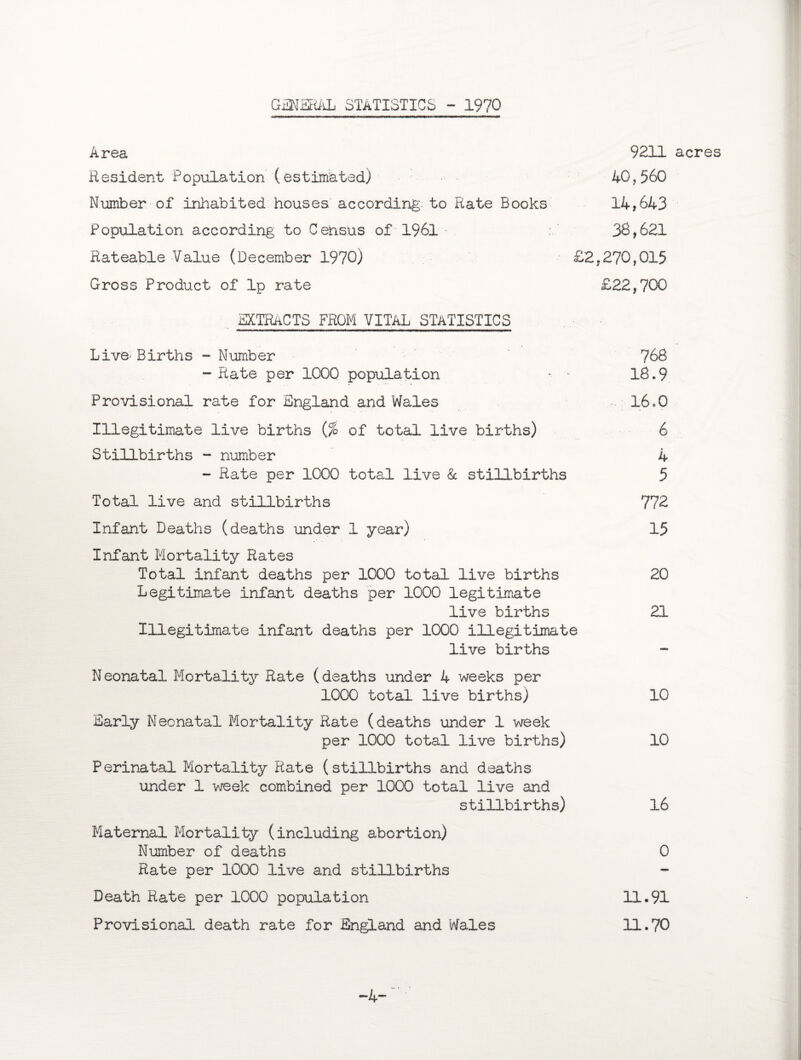 GENERAL STATISTICS - 1970
Area 9211 acres
Resident Population (estimated) 40,560
Number of inhabited houses according to Rate Books 14,643
Population according to Census of 1961 38,621
Rateable Value (December 1970) £2,270,015
Gross Product of 1p rate £22,700
EXTRACTS FROM VITAL STATISTICS
Live Births - Number 768
- Rate per 1000 population 18.9
Provisional rate for England and Wales 16.0
Illegitimate live births (% of total live births) 6
Stillbirths - number 4
- Rate per 1000 total live & stillbirths 5
Total live and stillbirths 772
Infant Deaths (deaths under 1 year) 15
Infant Mortality Rates
Total infant deaths per 1000 total live births 20
Legitimate infant deaths per 1000 legitimate
live births 21
Illegitimate infant deaths per 1000 illegitimate
live births -
Neonatal Mortality Rate (deaths under 4 weeks per
1000 total live births) 10
Early Neonatal Mortality Rate (deaths under 1 week
per 1000 total live births) 10
Perinatal Mortality Rate (stillbirths and deaths
under 1 week combined per 1000 total live and
stillbirths) 16
Maternal Mortality (including abortion)
Number of deaths 0
Rate per 1000 live and stillbirths -
Death Rate per 1000 population 11.91
Provisional death rate for England and Wales 11.70
-4-